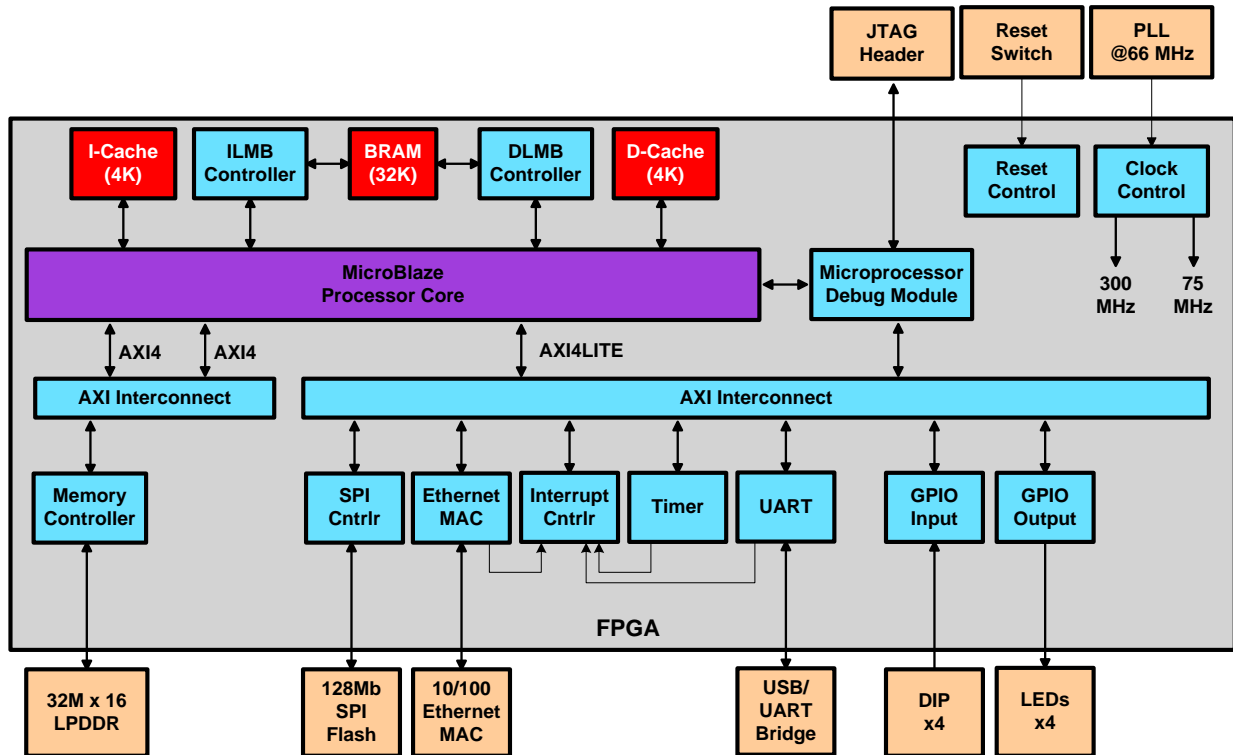 JTAG
Header
Reset
Switch
PLL
@66 MHz
I-Cache
(4K)
ILMB
Controller
BRAM
(32K)
DLMB
Controller
D-Cache
(4K)
Reset
Control
Clock
Control
MicroBlaze
Processor Core
Microprocessor
Debug Module
300
MHz
75
MHz
AXI4
AXI4
AXI4LITE
AXI Interconnect
AXI Interconnect
Memory
Controller
SPI
Cntrlr
Ethernet
MAC
Interrupt
Cntrlr
Timer
UART
GPIO
Input
GPIO
Output
FPGA
32M x 16
LPDDR
128Mb
SPI
Flash
10/100
Ethernet
MAC
USB/
UART
Bridge
DIP
x4
LEDs
x4